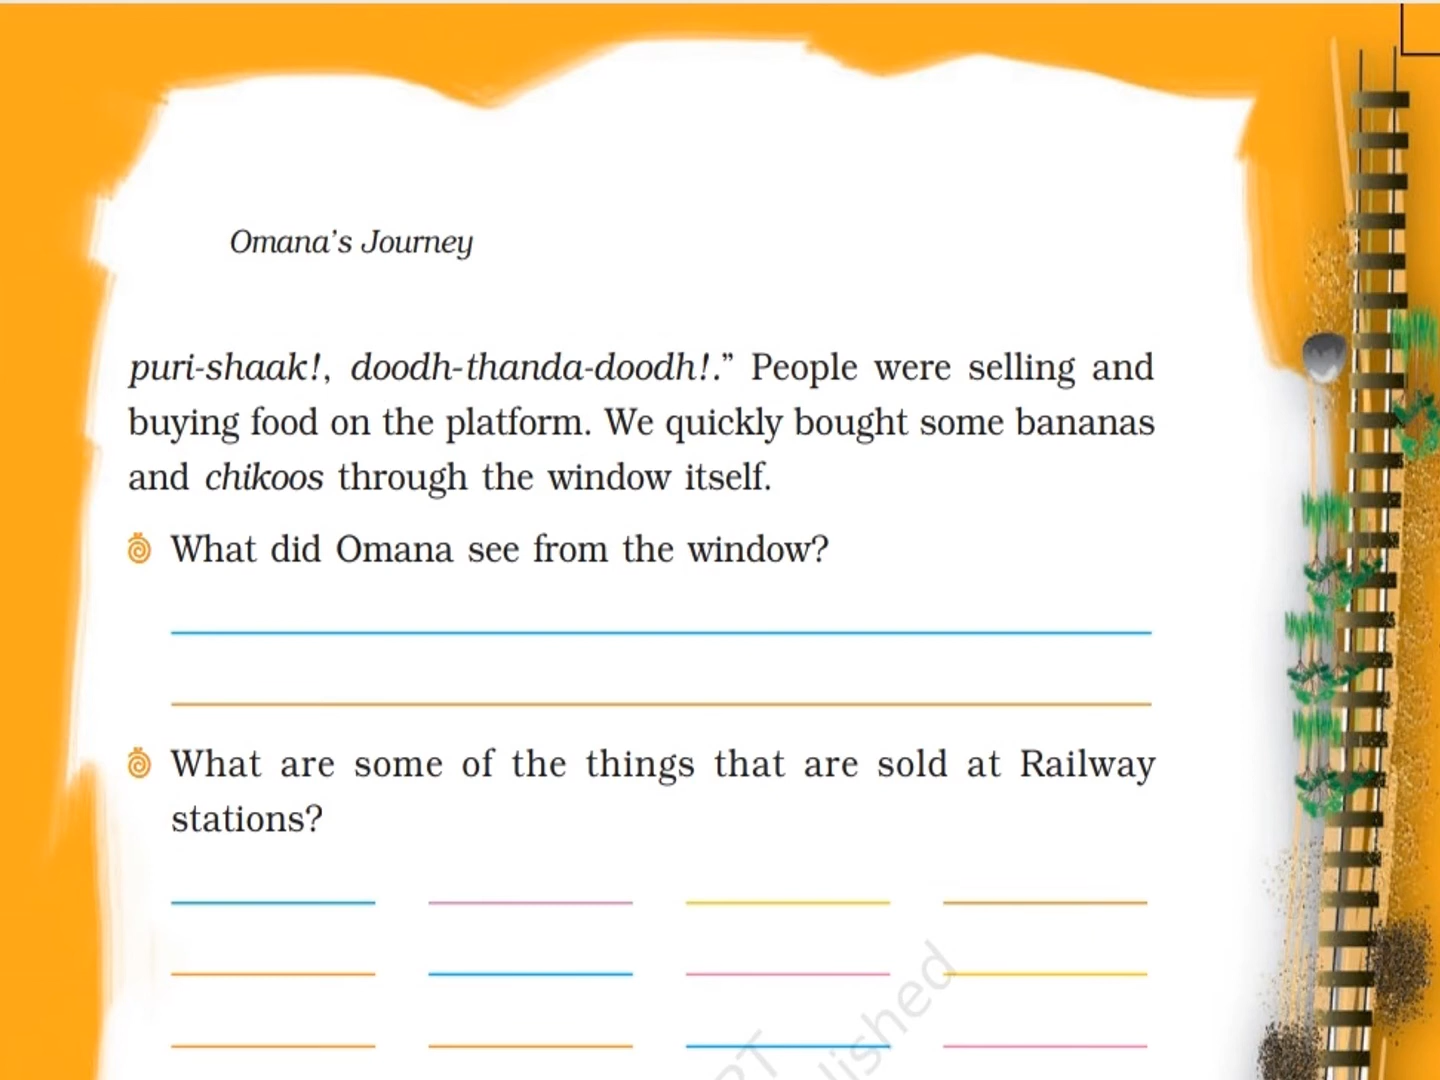 Omana's Journey
puri-shaak!, doodh-thanda-doodh!.” People were selling and
buying food on the platform. We quickly bought some bananas
and chikoos through the window itself.
What did Omana see from the window?
What are some of the things that are sold at Railway
stations?